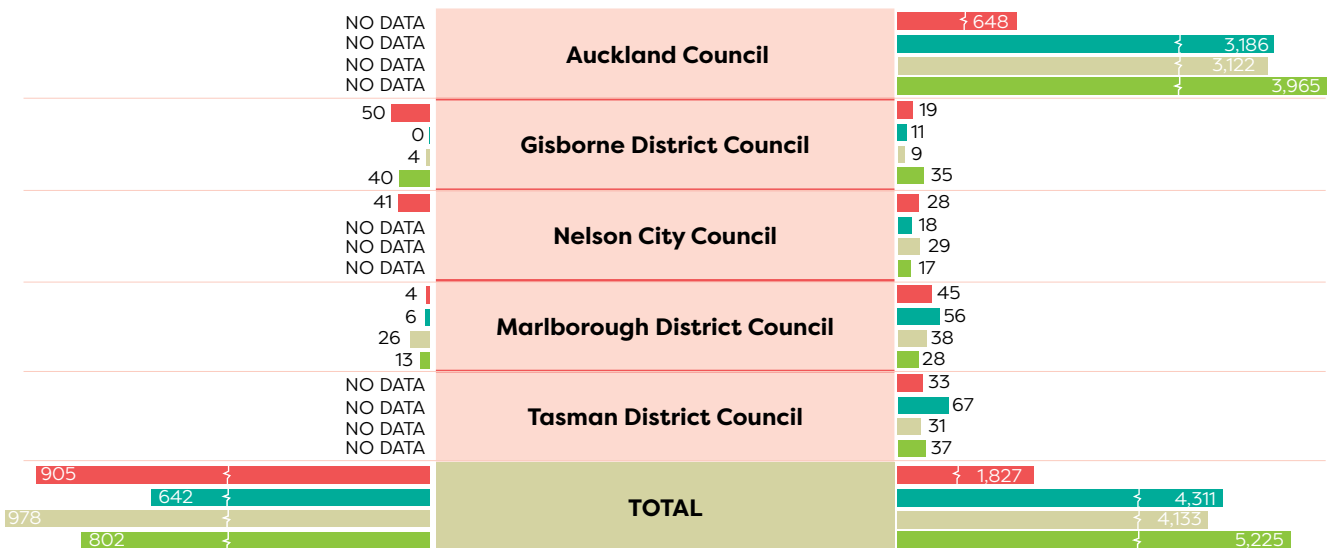 NO DATA
NO DATA
NO DATA
NO DATA
Auckland Council
648
3,186
3,122
3,965
50
0
4
40
Gisborne District Council
19
11
9
35
41
NO DATA
NO DATA
NO DATA
Nelson City Council
28
18
29
17
4
6
26
13
Marlborough District Council
45
56
38
28
NO DATA
NO DATA
NO DATA
NO DATA
Tasman District Council
33
67
31
37
905
642
978
802
TOTAL
1,827
4,311
4,133
5,225